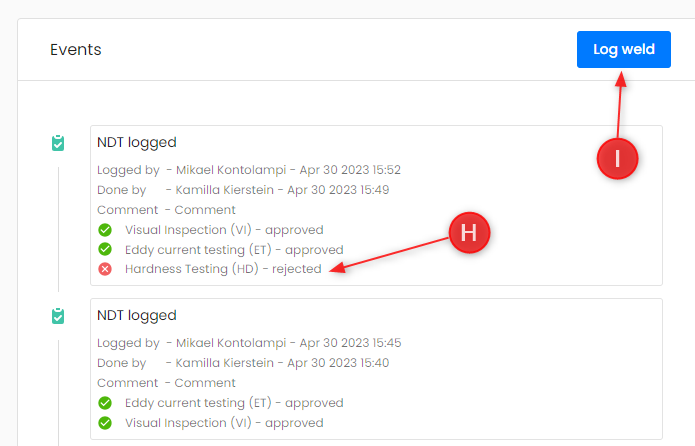 Events
Log weld
I
NDT logged
Logged by - Mikael Kontolampi - Apr 30 2023 15:52
Done by - Kamilla Kierstein - Apr 30 2023 15:49
Comment - Comment
Visual Inspection (VI) - approved
H
Eddy current testing (ET) - approved
Hardness Testing (HD) - rejected
NDT logged
Logged by - Mikael Kontolampi - Apr 30 2023 15:45
Done by - Kamilla Kierstein - Apr 30 2023 15:40
Comment - Comment
Eddy current testing (ET) - approved
Visual Inspection (VI) - approved